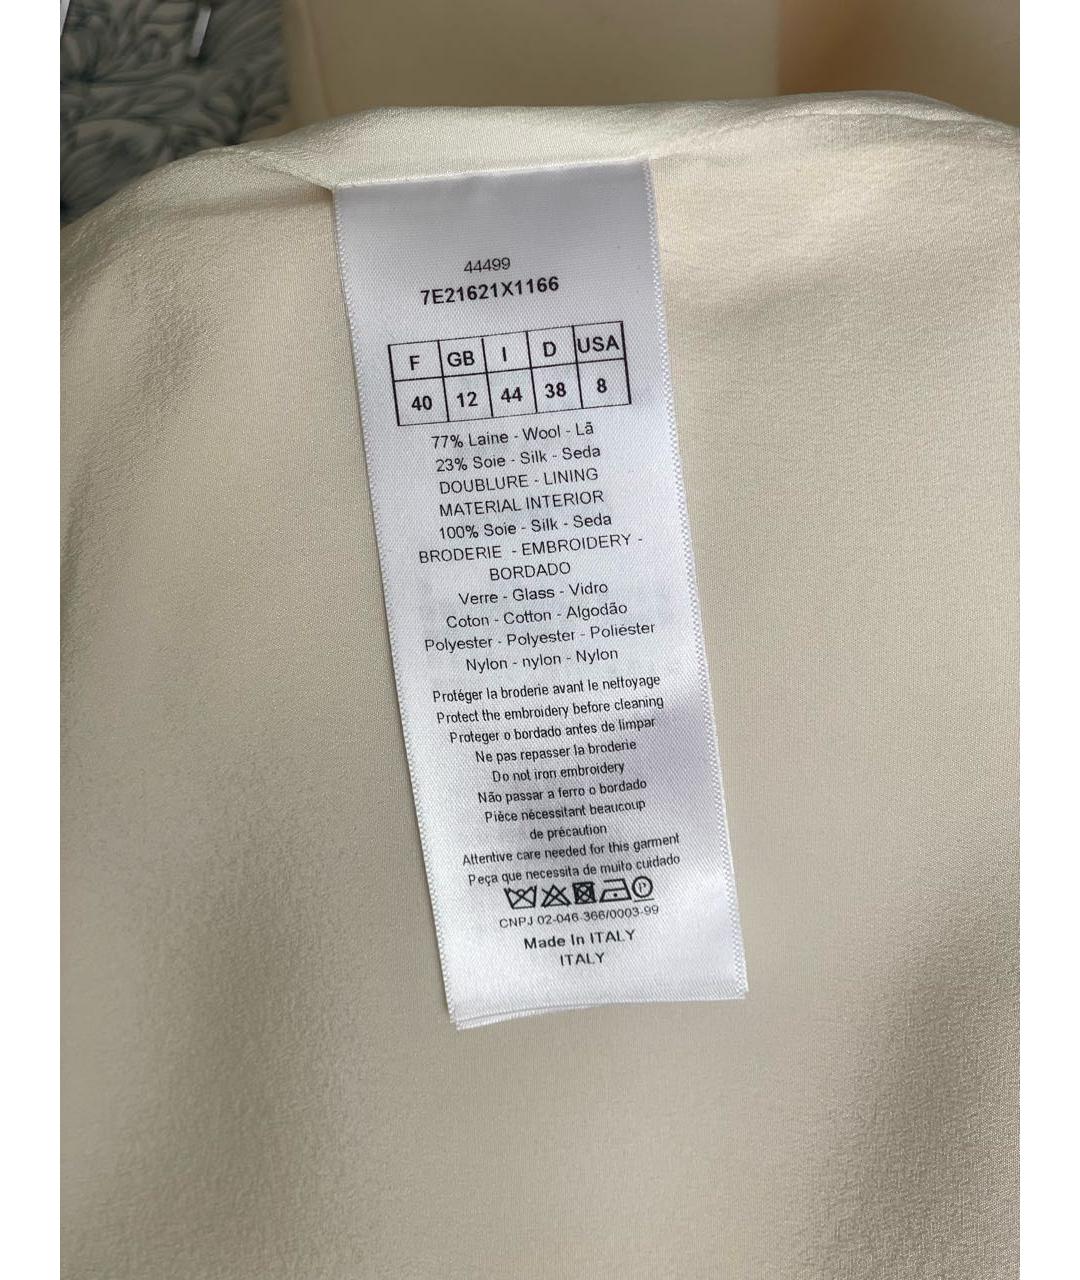 44499
7E21621X1166
F GB I D USA
40 12 44 38 8
77% Laine - Wool - Lã
23% Soie - Silk - Seda
DOUBLURE - LINING
MATERIAL INTERIOR
100% Soie - Silk - Seda
BRODERIE - EMBROIDERY -
BORDADO
Verre - Glass - Vidro
Coton - Cotton - Algodão
Polyester - Polyester - Poliéster
Nylon - nylon - Nylon
Protéger la broderie avant le nettoyage
Protect the embroidery before cleaning
Proteger o bordado antes de limpar
Ne pas repasser la broderie
Do not iron embroidery
Não passar a ferro o bordado
Pièce nécessitant beaucoup
de précaution
Attentive care needed for this garment
Peça que necessita de muito cuidado
P
CNPJ 02-046-366/0003-99
Made In ITALY
ITALY